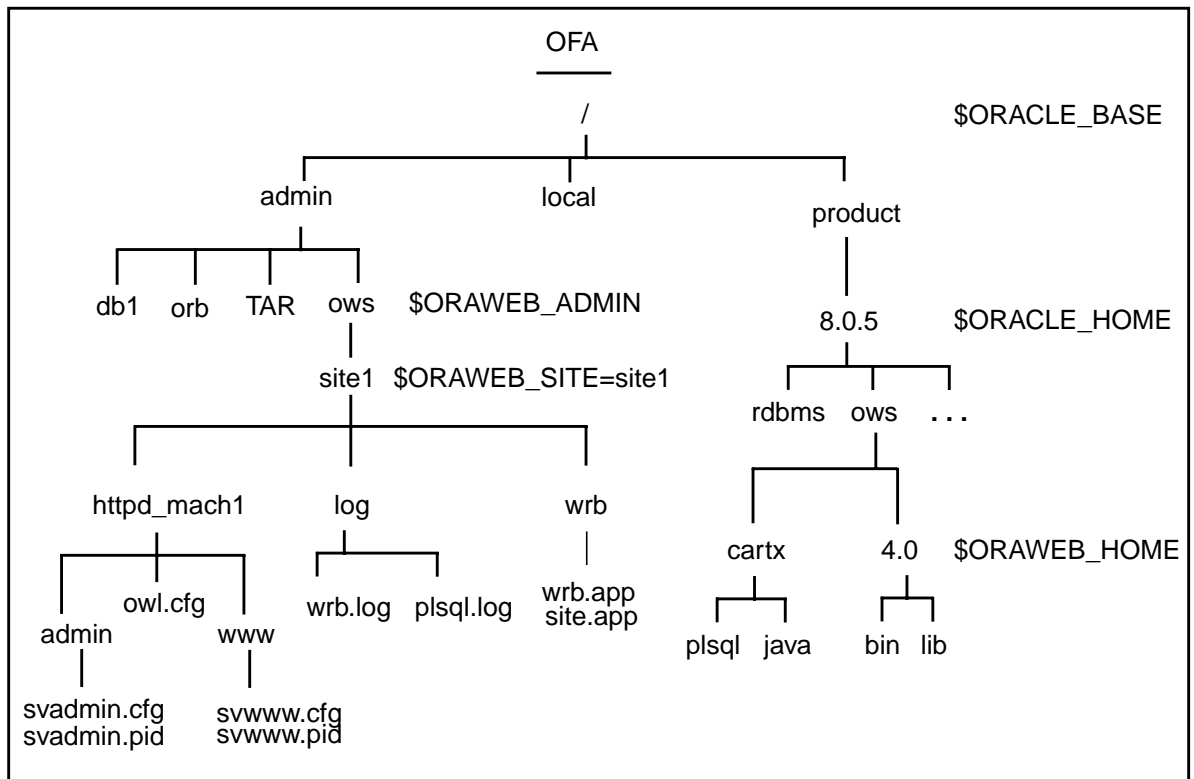 OFA
/ $ORACLE_BASE
admin local product
db1 orb TAR ows $ORAWEB_ADMIN
8.0.5 $ORACLE_HOME
site1 $ORAWEB_SITE=site1
rdbms ows ...
httpd_mach1 log wrb
cartx 4.0 $ORAWEB_HOME
owl.cfg wrb.log plsql.log wrb.app
site.app
admin www
plsql java bin lib
svadmin.cfg svwww.cfg
svadmin.pid svwww.pid